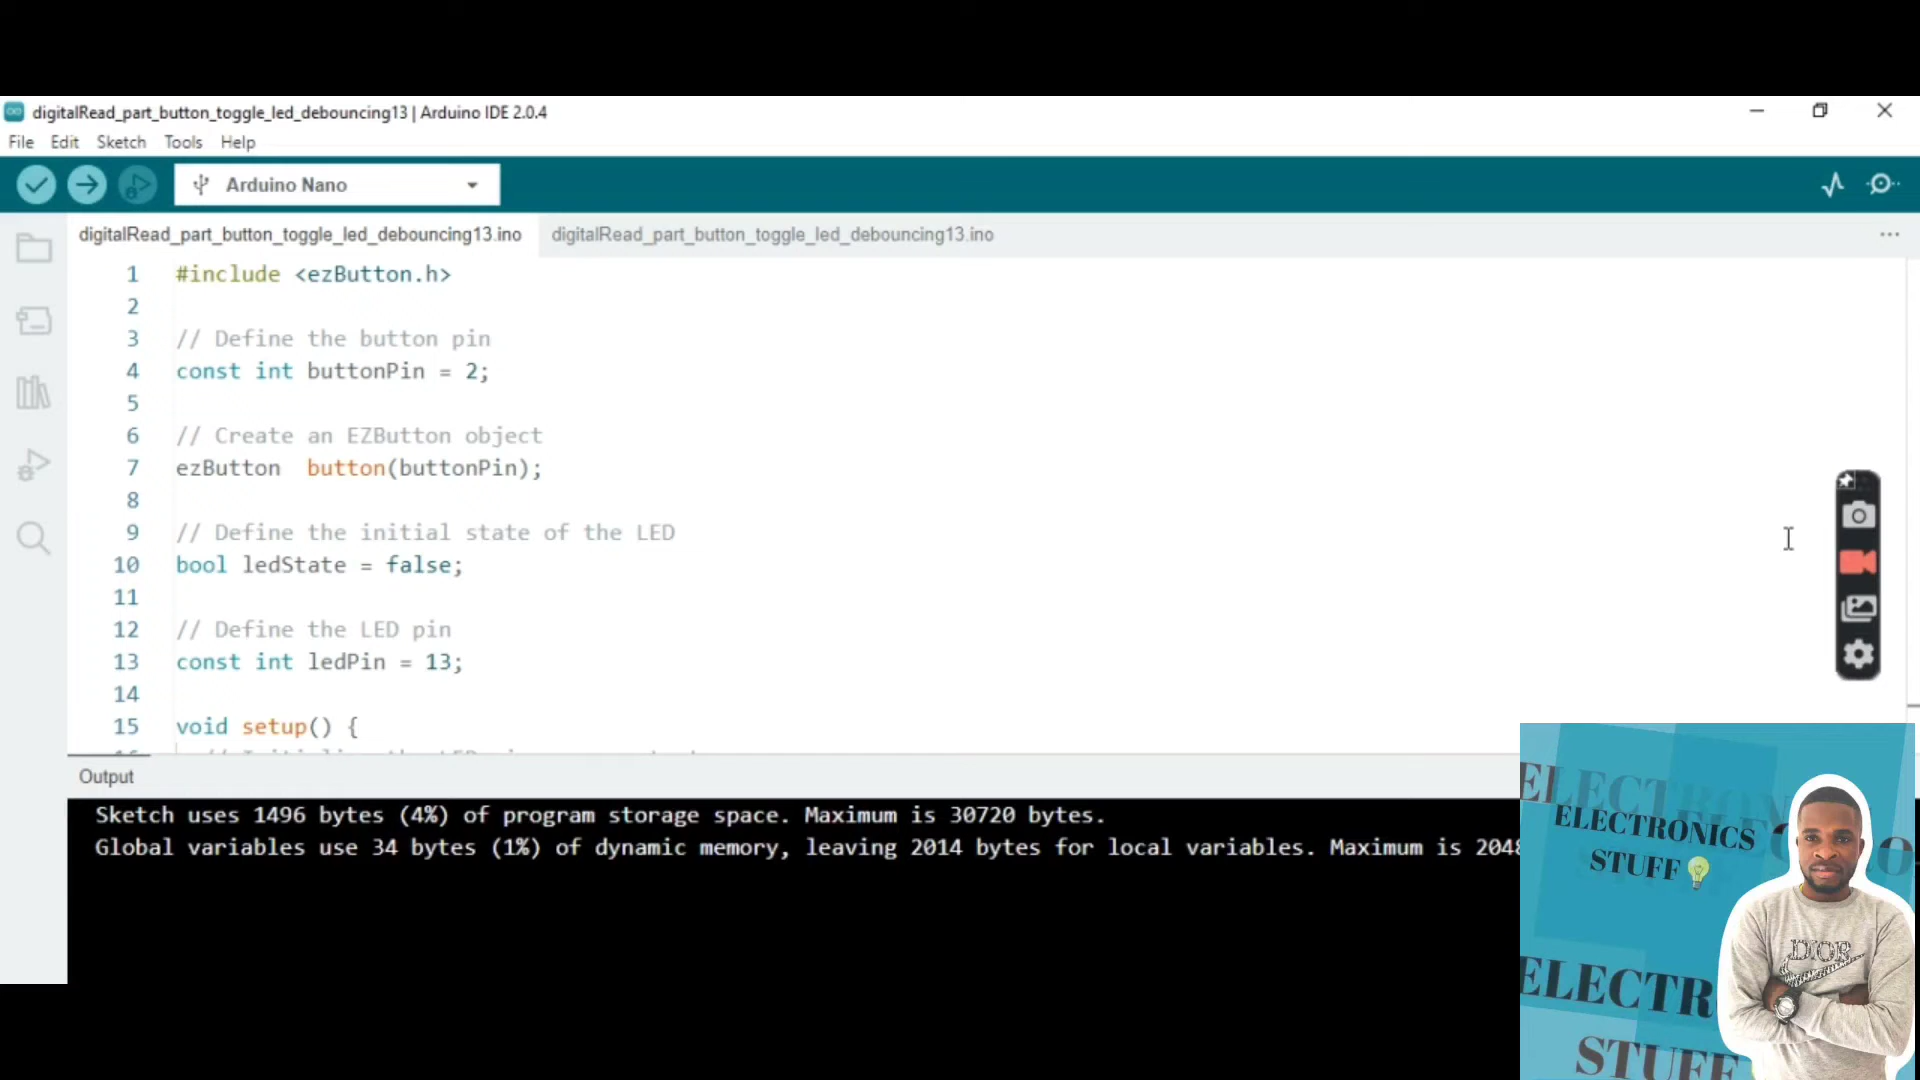 digitalRead_part_button_toggle_led_debouncing13 | Arduino IDE 2.0.4
File Edit Sketch Tools Help
Arduino Nano
digitalRead_part_button_toggle_led_debouncing13.ino digitalRead_part_button_toggle_led_debouncing13.ino
1 #include <ezButton.h>
2
3 // Define the button pin
4 const int buttonPin = 2;
5
6 // Create an EZButton object
7 ezButton  button(buttonPin);
8
9 // Define the initial state of the LED
10 bool ledState = false;
11
12 // Define the LED pin
13 const int ledPin = 13;
14
15 void setup() {
Output
Sketch uses 1496 bytes (4%) of program storage space. Maximum is 30720 bytes.
Global variables use 34 bytes (1%) of dynamic memory, leaving 2014 bytes for local variables. Maximum is 2048
ELECTRON
ELECTRONICS
STUFF
DIOR
ELECTR
STUFF